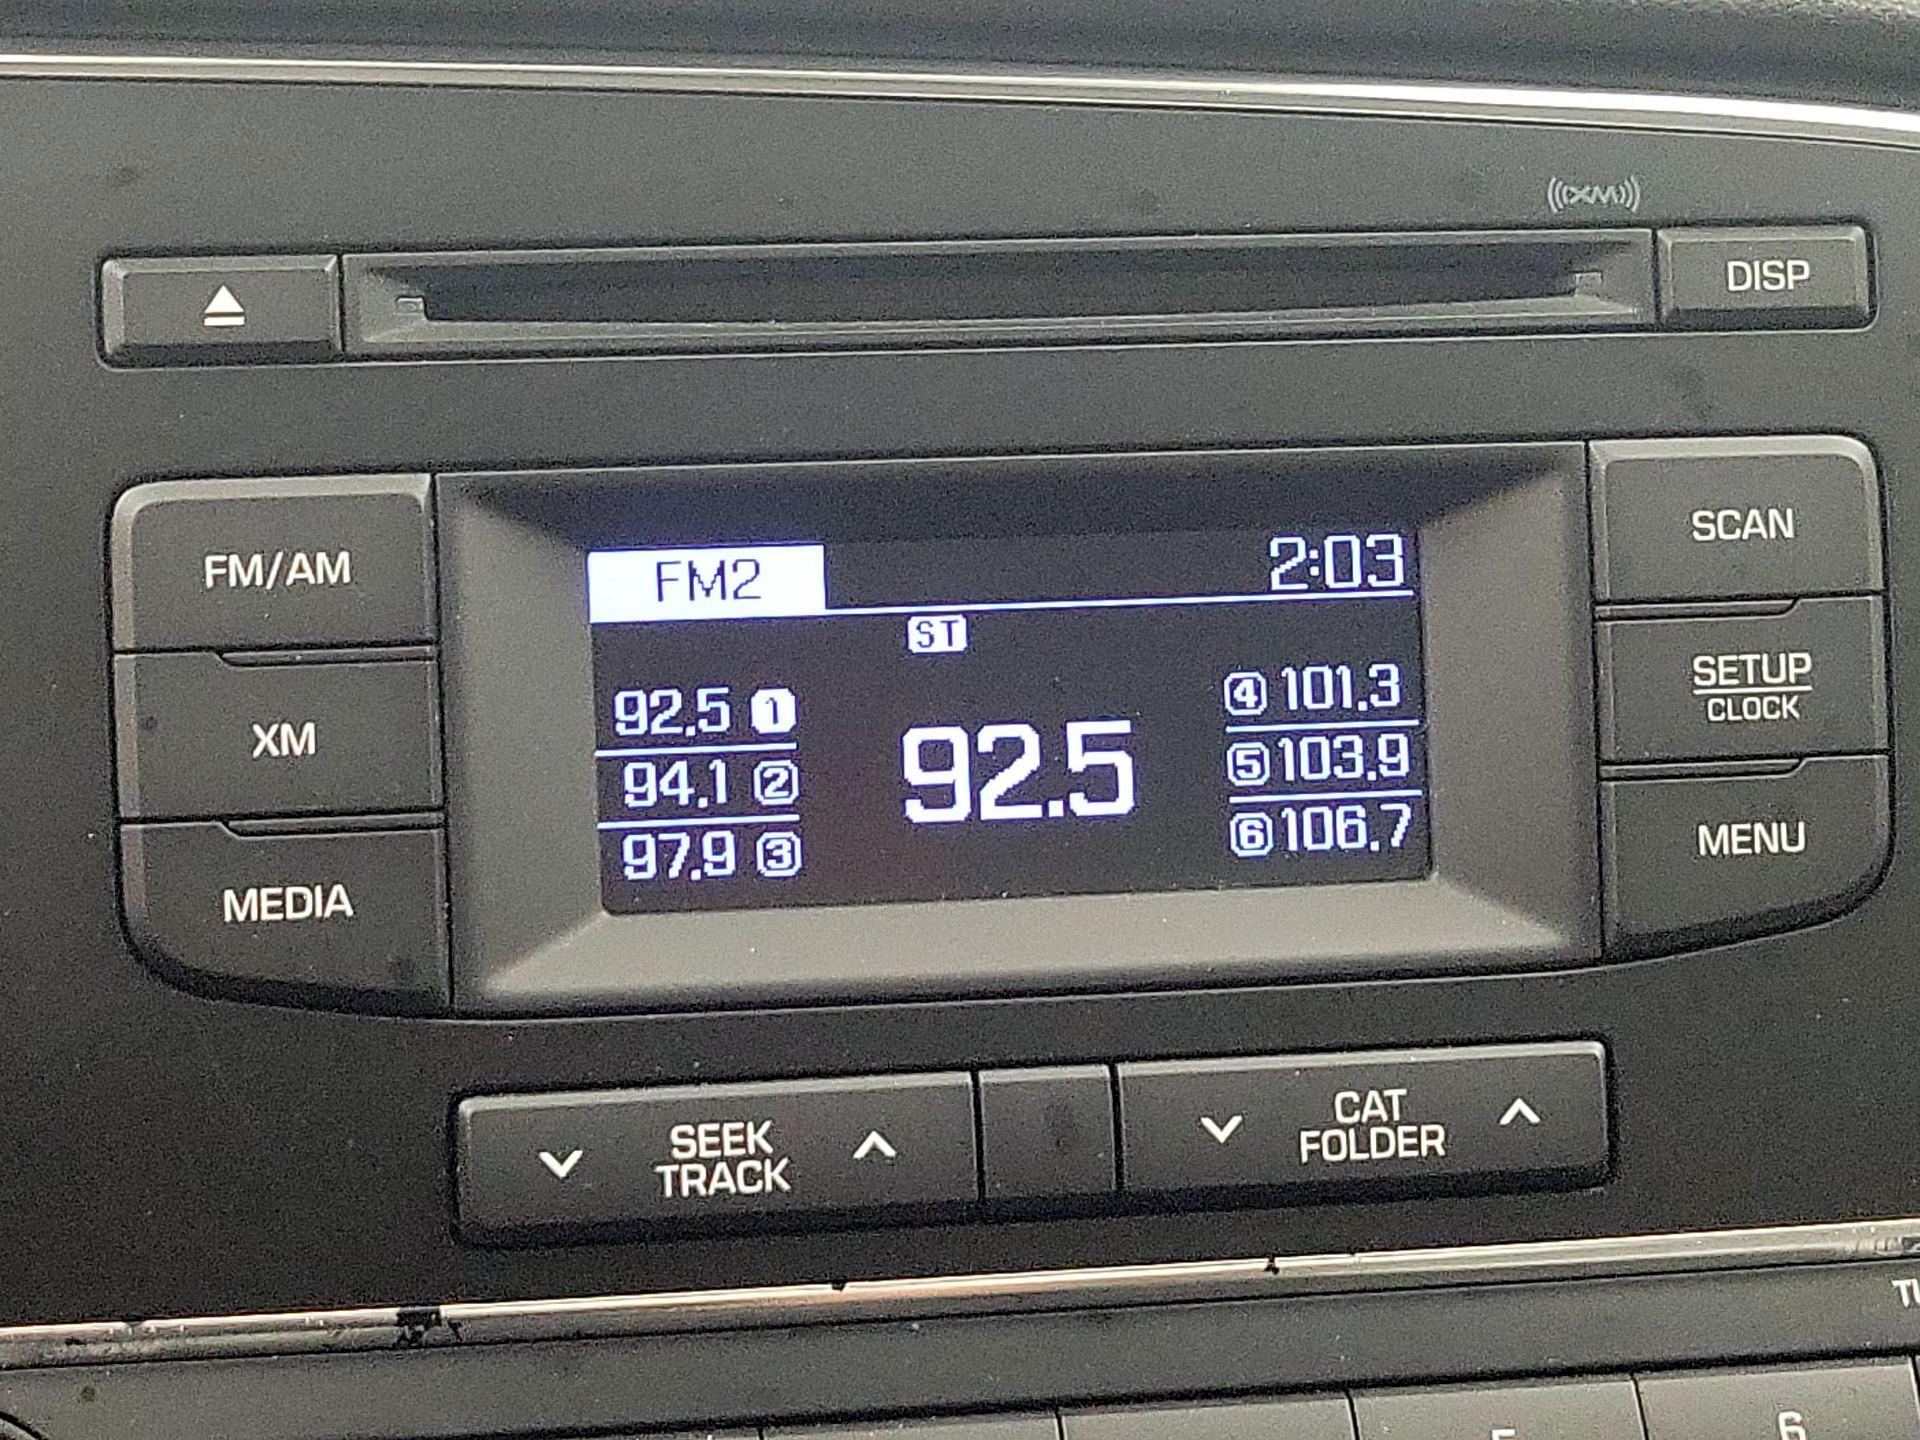 ((XM))
DISP
FM/AM
XM
MEDIA
FM2
2:03
ST
92.5 1
94.1 2
97.9 3
92.5
4 101.3
5 103.9
6 106.7
SCAN
SETUP
CLOCK
MENU
SEEK
TRACK
CAT
FOLDER
6